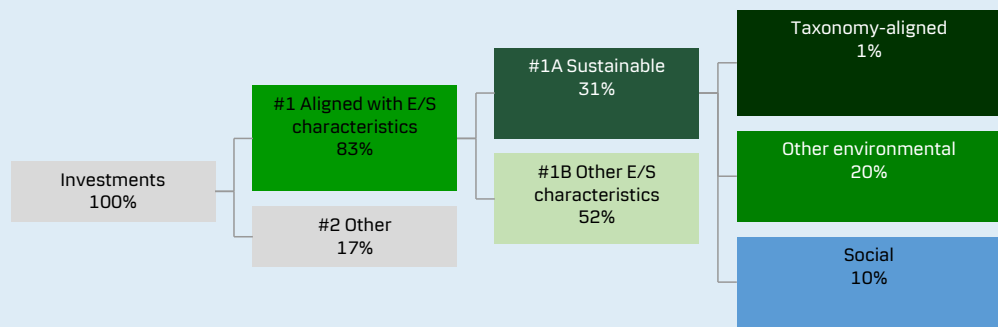 Investments
100%
#1 Aligned with E/S
characteristics
83%
#2 Other
17%
#1A Sustainable
31%
#1B Other E/S
characteristics
52%
Taxonomy-aligned
1%
Other environmental
20%
Social
10%